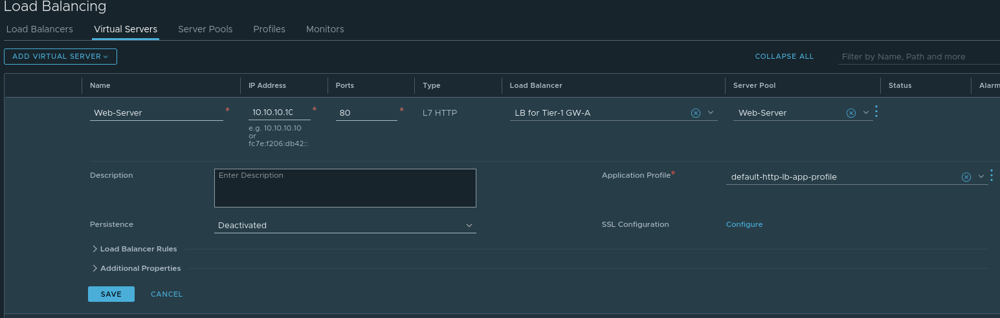 Load Balancing
Load Balancers Virtual Servers Server Pools Profiles Monitors
ADD VIRTUAL SERVER COLLAPSE ALL Filter by Name, Path and more
Name IP Address Ports Type Load Balancer Server Pool Status Alarm
Web-Server * 10.10.10.1 * 80 * L7 HTTP LB for Tier-1 GW-A Web-Server
e.g. 10.10.10.10
or
fc7e:f206:db42::
Description Enter Description Application Profile* default-http-lb-app-profile
Persistence Deactivated SSL Configuration Configure
Load Balancer Rules
Additional Properties
SAVE CANCEL